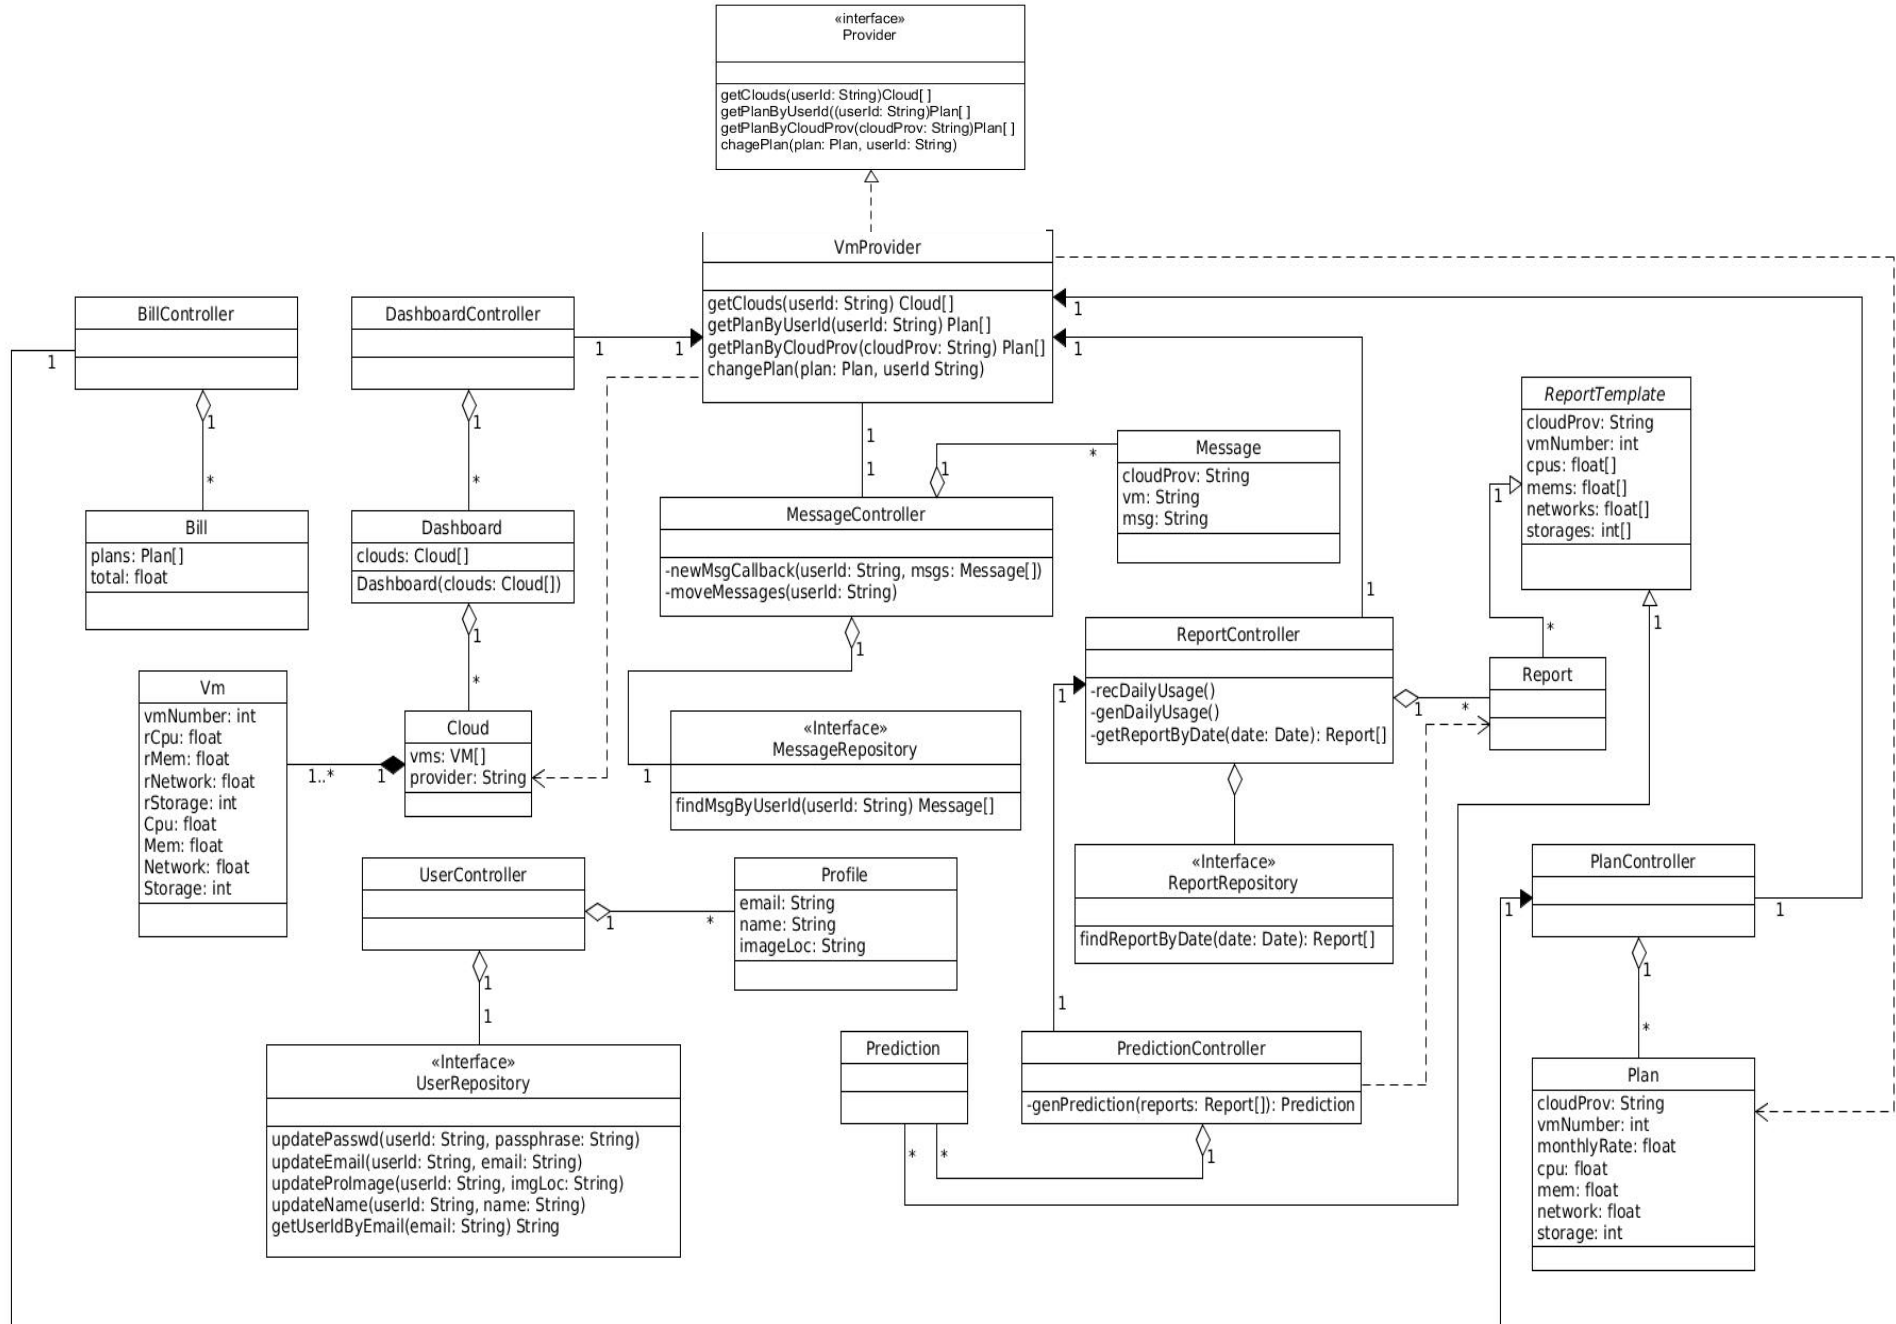 «interface»
Provider
getClouds(userId: String)Cloud[ ]
getPlanByUserId((userId: String)Plan[ ]
getPlanByCloudProv(cloudProv: String)Plan[ ]
chagePlan(plan: Plan, userId: String)
VmProvider
getClouds(userId: String) Cloud[]
getPlanByUserId(userId: String) Plan[]
getPlanByCloudProv(cloudProv: String) Plan[]
changePlan(plan: Plan, userId String)
1
1
1
1
1
1
BillController
1
1
*
Bill
plans: Plan[]
total: float
DashboardController
1
*
Dashboard
clouds: Cloud[]
Dashboard(clouds: Cloud[])
1
*
Cloud
vms: VM[]
provider: String
1..*
1
Vm
vmNumber: int
rCpu: float
rMem: float
rNetwork: float
rStorage: int
Cpu: float
Mem: float
Network: float
Storage: int
Message
cloudProv: String
vm: String
msg: String
*
1
MessageController
-newMsgCallback(userId: String, msgs: Message[])
-moveMessages(userId: String)
1
1
«Interface»
MessageRepository
findMsgByUserId(userId: String) Message[]
ReportTemplate
cloudProv: String
vmNumber: int
cpus: float[]
mems: float[]
networks: float[]
storages: int[]
1
*
1
1
ReportController
-recDailyUsage()
-genDailyUsage()
-getReportByDate(date: Date): Report[]
1
1
*
Report
«Interface»
ReportRepository
findReportByDate(date: Date): Report[]
UserController
1
*
Profile
email: String
name: String
imageLoc: String
1
1
«Interface»
UserRepository
updatePasswd(userId: String, passphrase: String)
updateEmail(userId: String, email: String)
updateProImage(userId: String, imgLoc: String)
updateName(userId: String, name: String)
getUserIdByEmail(email: String) String
1
Prediction
*
*
PredictionController
-genPrediction(reports: Report[]): Prediction
1
PlanController
1
1
1
*
Plan
cloudProv: String
vmNumber: int
monthlyRate: float
cpu: float
mem: float
network: float
storage: int